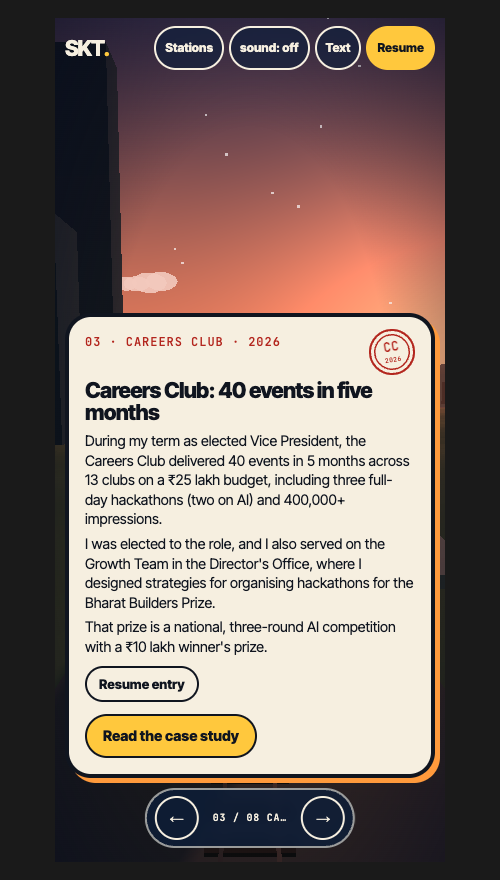 SKT.
Stations
sound: off
Text
Resume
03 · CAREERS CLUB · 2026
CC
2026
Careers Club: 40 events in five
months
During my term as elected Vice President, the
Careers Club delivered 40 events in 5 months across
13 clubs on a ₹25 lakh budget, including three full-
day hackathons (two on AI) and 400,000+
impressions.
I was elected to the role, and I also served on the
Growth Team in the Director's Office, where I
designed strategies for organising hackathons for the
Bharat Builders Prize.
That prize is a national, three-round AI competition
with a ₹10 lakh winner's prize.
Resume entry
Read the case study
← 03 / 08 CA… →